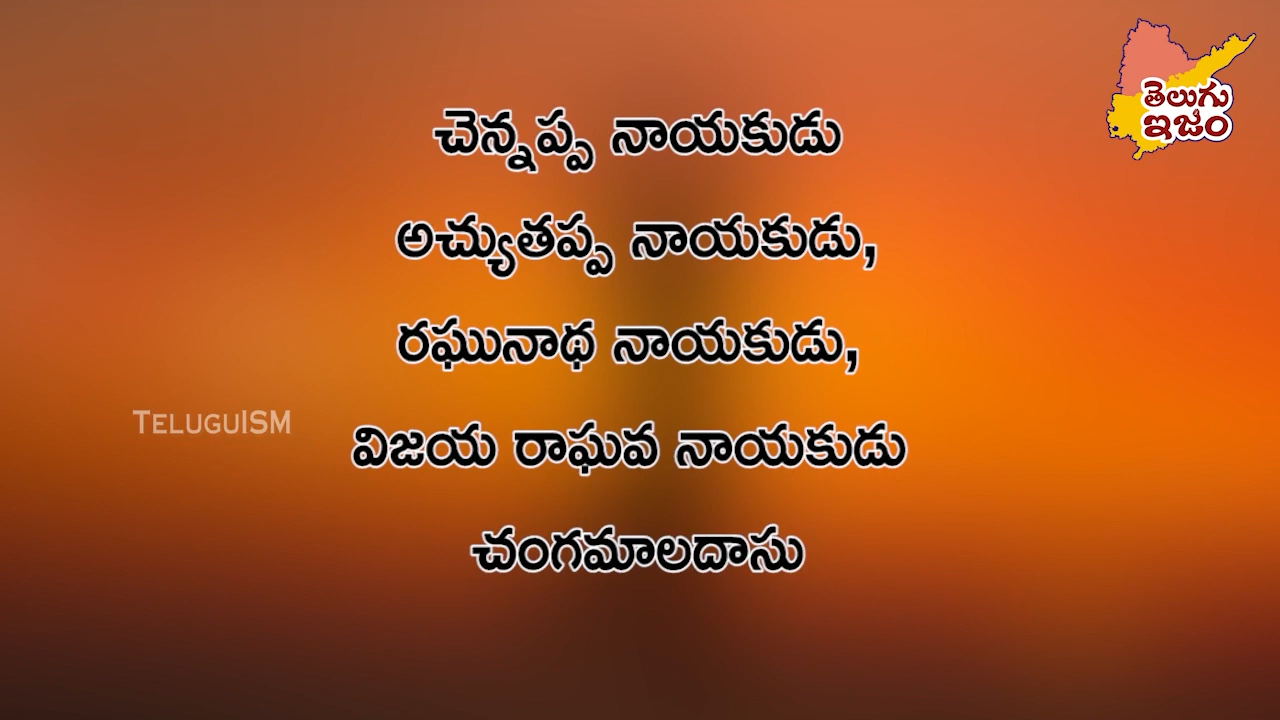 తెలుగు
ఇజం
చెన్నప్ప నాయకుడు
అచ్యుతప్ప నాయకుడు,
రఘునాథ నాయకుడు,
TELUGUISM
విజయ రాఘవ నాయకుడు
చంగమాలదాసు